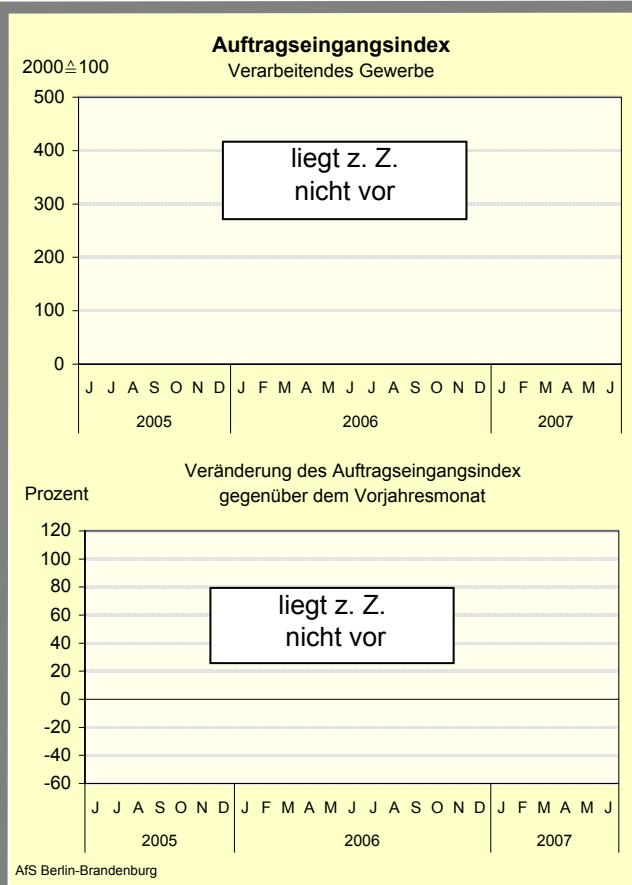 Auftragseingangsindex
2000≙100
Verarbeitendes Gewerbe
500
400
300
200
100
0
liegt z. Z.
nicht vor
J J A S O N D J F M A M J J A S O N D J F M A M J
2005 2006 2007
Veränderung des Auftragseingangsindex
Prozent
gegenüber dem Vorjahresmonat
120
100
80
60
40
20
0
-20
-40
-60
liegt z. Z.
nicht vor
J J A S O N D J F M A M J J A S O N D J F M A M J
2005 2006 2007
AfS Berlin-Brandenburg